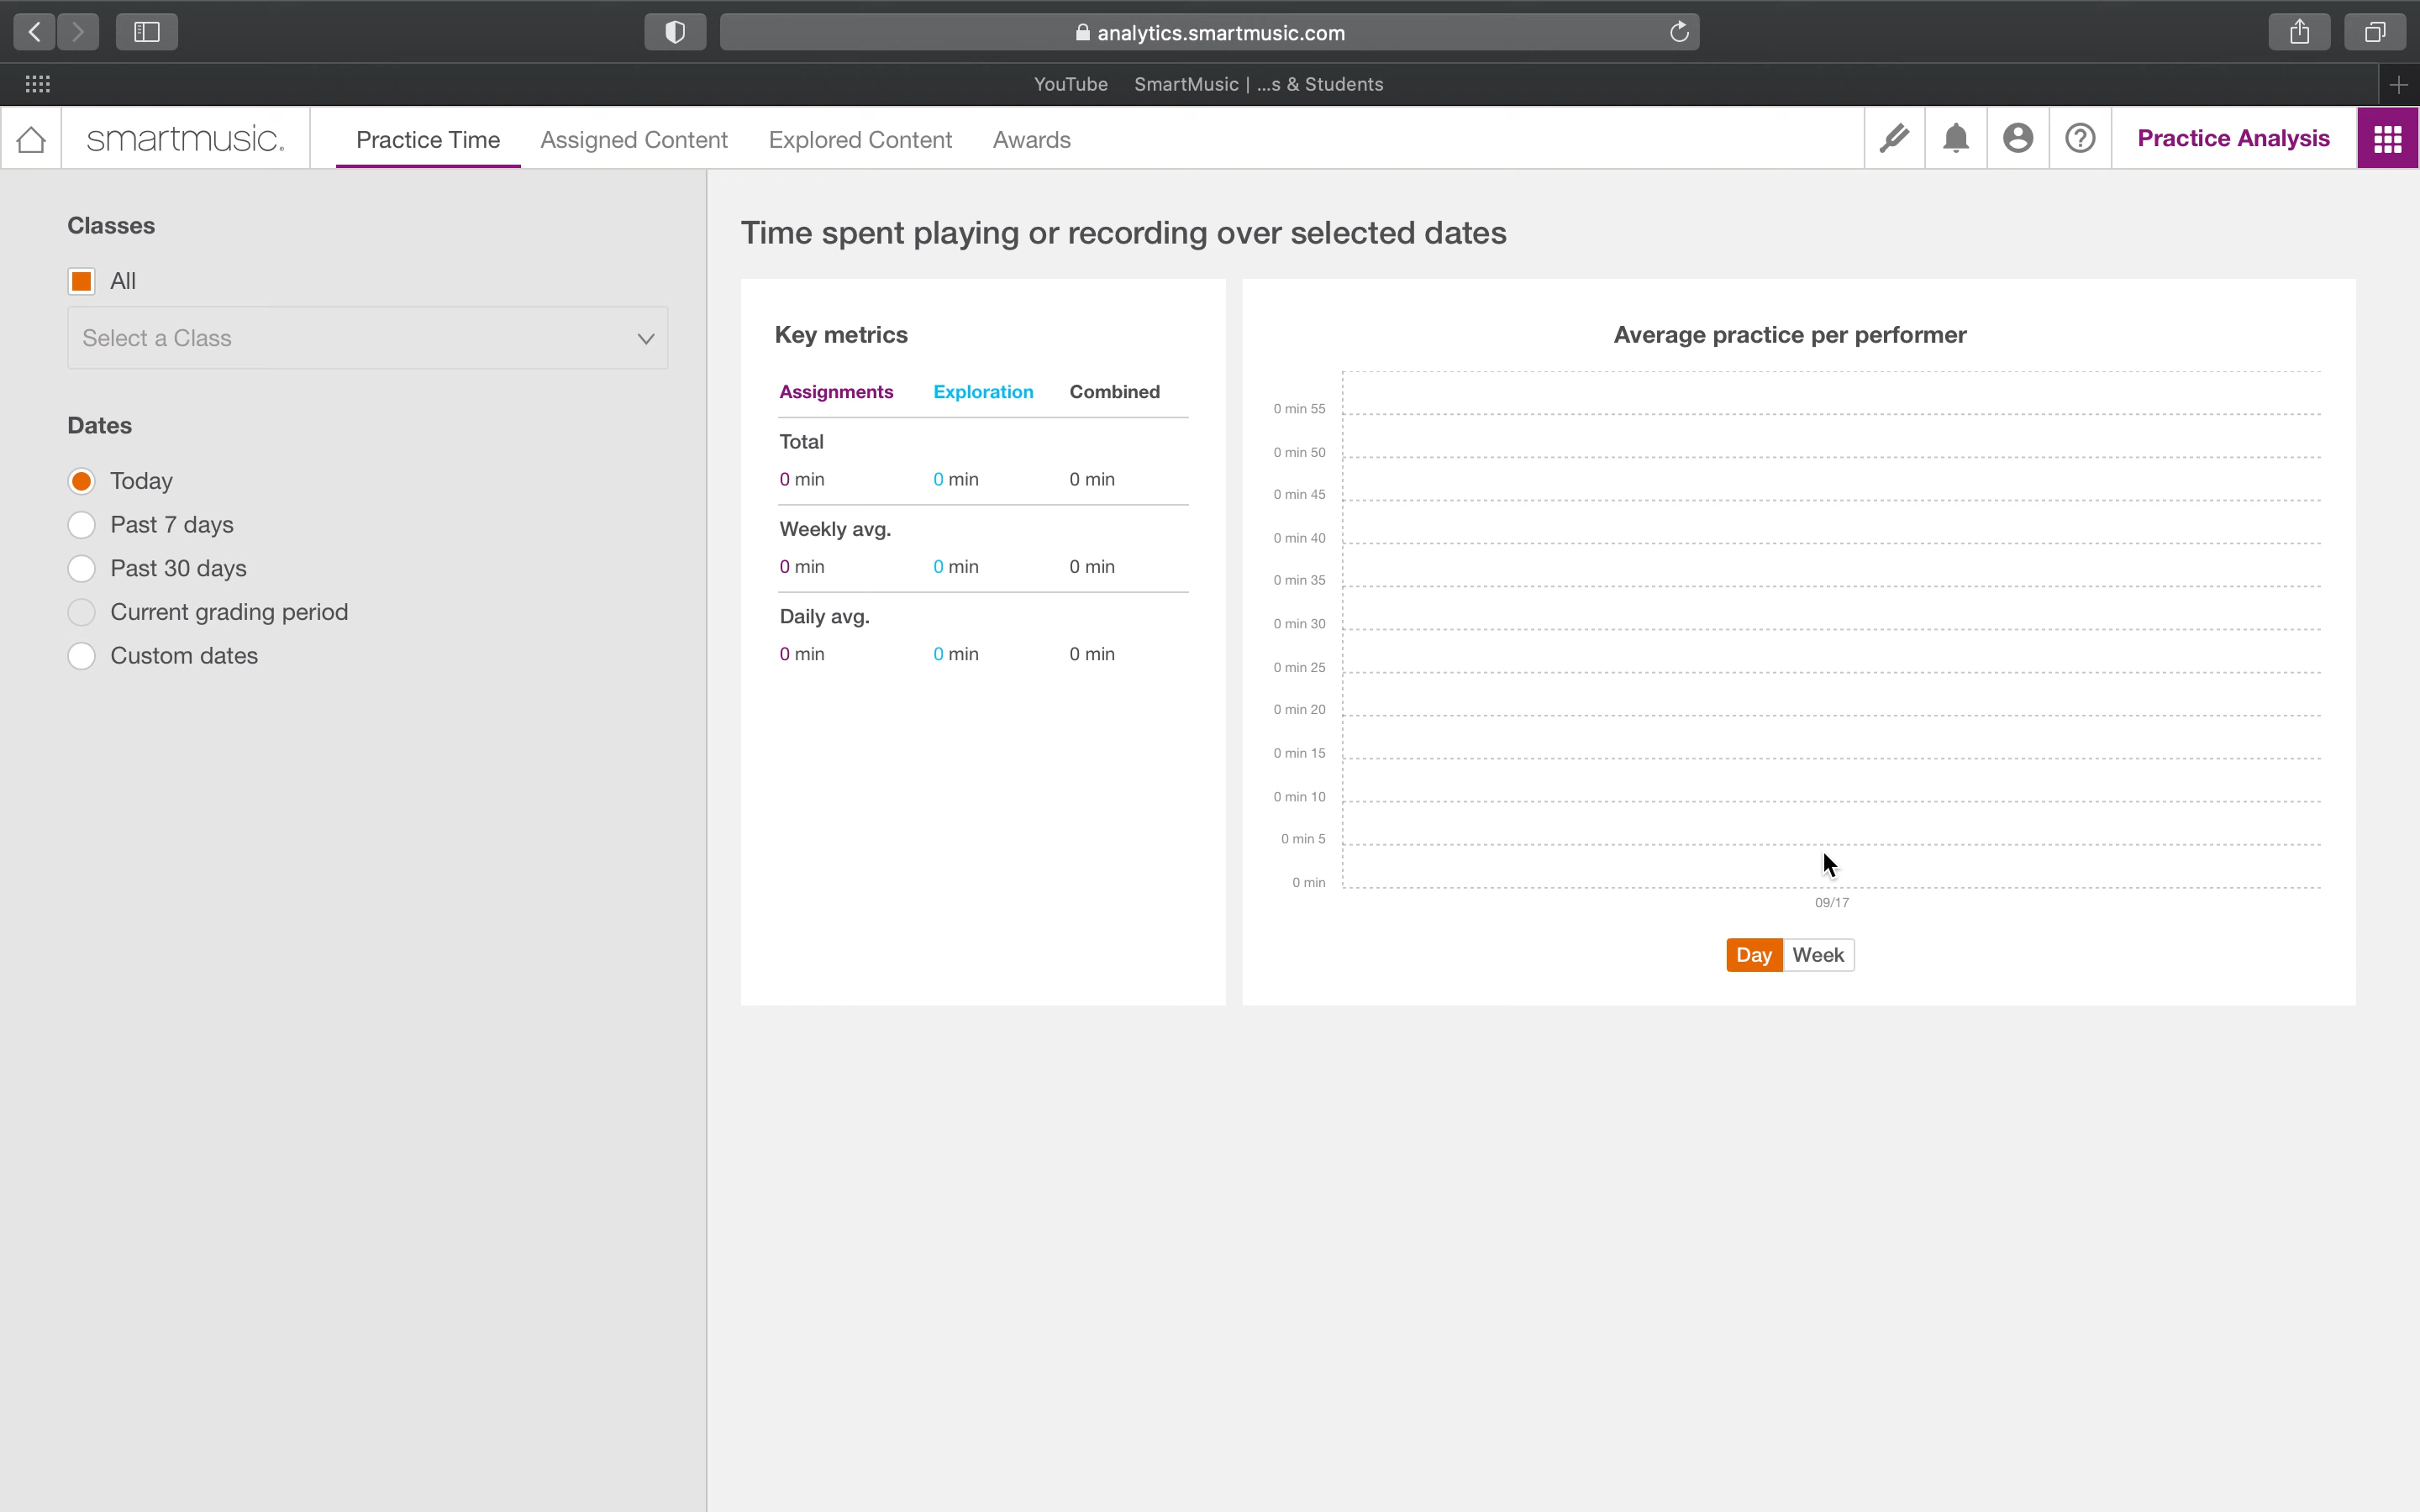 analytics.smartmusic.com
YouTube SmartMusic | ...s & Students
smartmusic. Practice Time Assigned Content Explored Content Awards Practice Analysis
Classes
All
Select a Class
Dates
Today
Past 7 days
Past 30 days
Current grading period
Custom dates
Time spent playing or recording over selected dates
Key metrics
Assignments Exploration Combined
Total
0 min 0 min 0 min
Weekly avg.
0 min 0 min 0 min
Daily avg.
0 min 0 min 0 min
Average practice per performer
0 min 55
0 min 50
0 min 45
0 min 40
0 min 35
0 min 30
0 min 25
0 min 20
0 min 15
0 min 10
0 min 5
0 min
09/17
Day Week